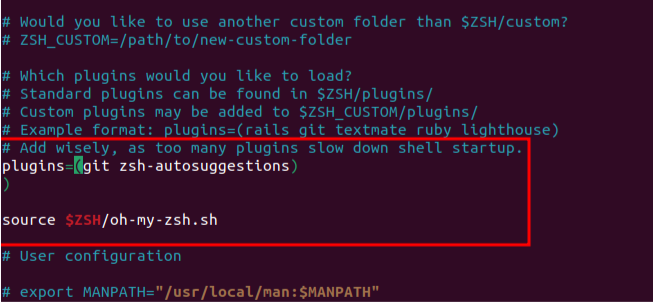 # Would you like to use another custom folder than $ZSH/custom?
# ZSH_CUSTOM=/path/to/new-custom-folder
# Which plugins would you like to load?
# Standard plugins can be found in $ZSH/plugins/
# Custom plugins may be added to $ZSH_CUSTOM/plugins/
# Example format: plugins=(rails git textmate ruby lighthouse)
# Add wisely, as too many plugins slow down shell startup.
plugins=(git zsh-autosuggestions)
)
source $ZSH/oh-my-zsh.sh
# User configuration
# export MANPATH="/usr/local/man:$MANPATH"